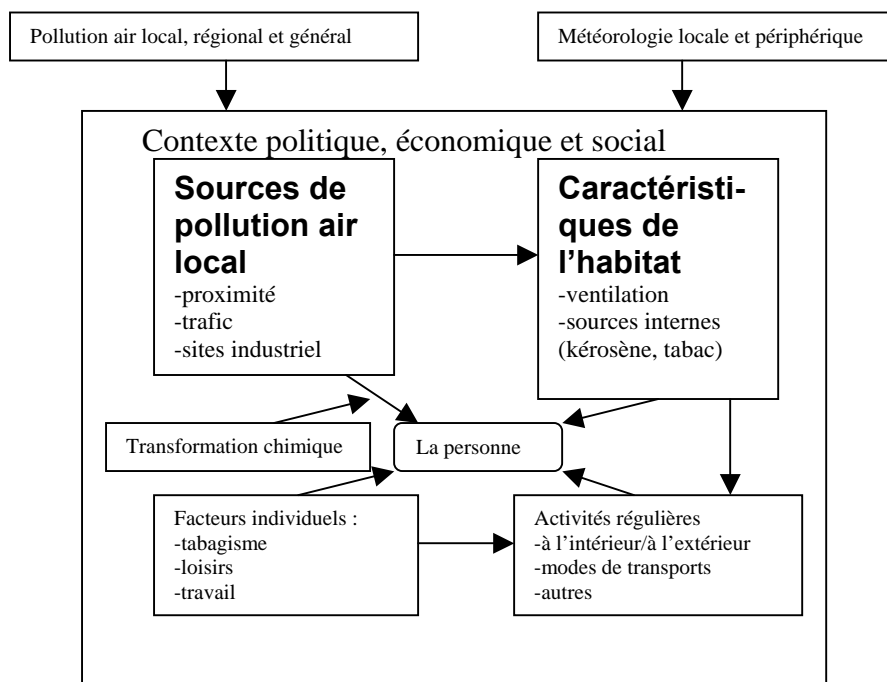 Pollution air local, régional et général
Météorologie locale et périphérique
Contexte politique, économique et social
Sources de
pollution air
local
-proximité
-trafic
-sites industriel
Caractéristi-
ques de
l’habitat
-ventilation
-sources internes
(kérosène, tabac)
Transformation chimique
La personne
Facteurs individuels :
-tabagisme
-loisirs
-travail
Activités régulières
-à l’intérieur/à l’extérieur
-modes de transports
-autres